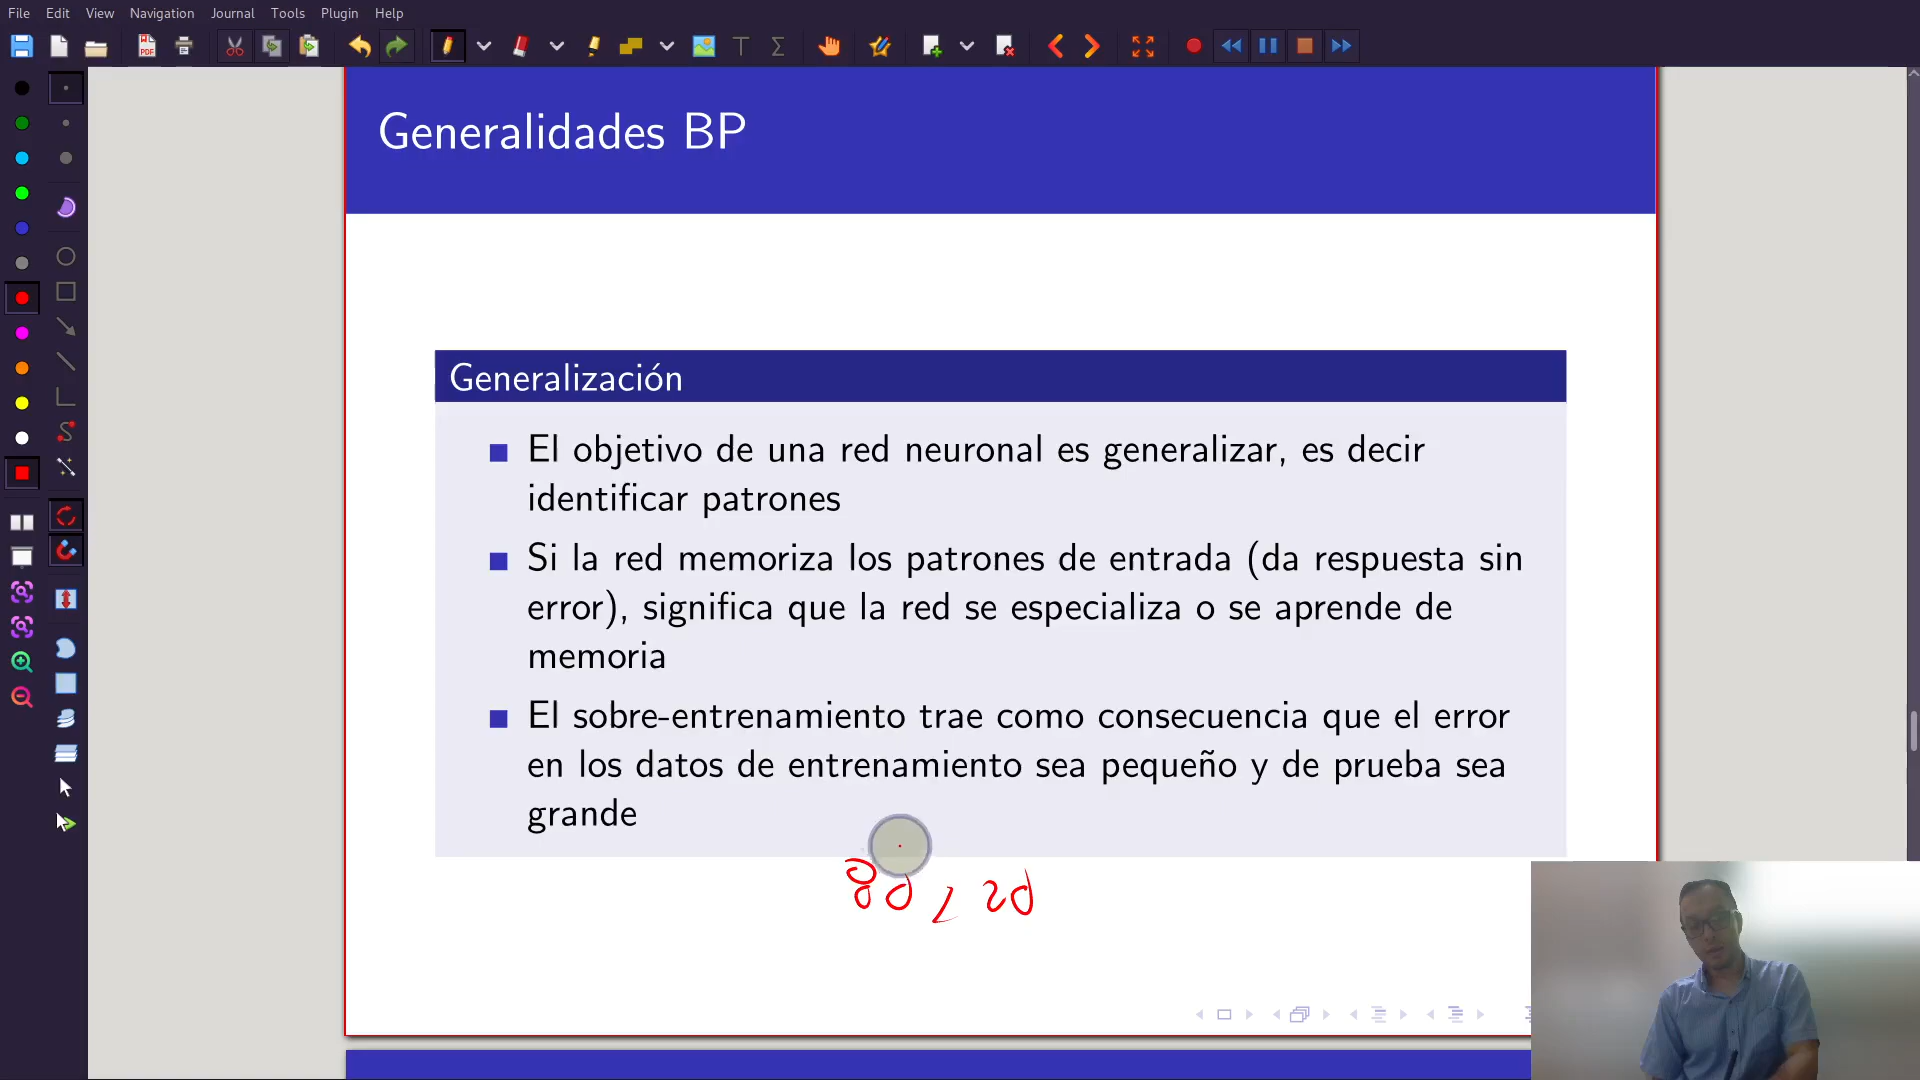 File Edit View Navigation Journal Tools Plugin Help
Generalidades BP
Generalización
El objetivo de una red neuronal es generalizar, es decir
identificar patrones
Si la red memoriza los patrones de entrada (da respuesta sin
error), significa que la red se especializa o se aprende de
memoria
El sobre-entrenamiento trae como consecuencia que el error
en los datos de entrenamiento sea pequeño y de prueba sea
grande
80 / 20